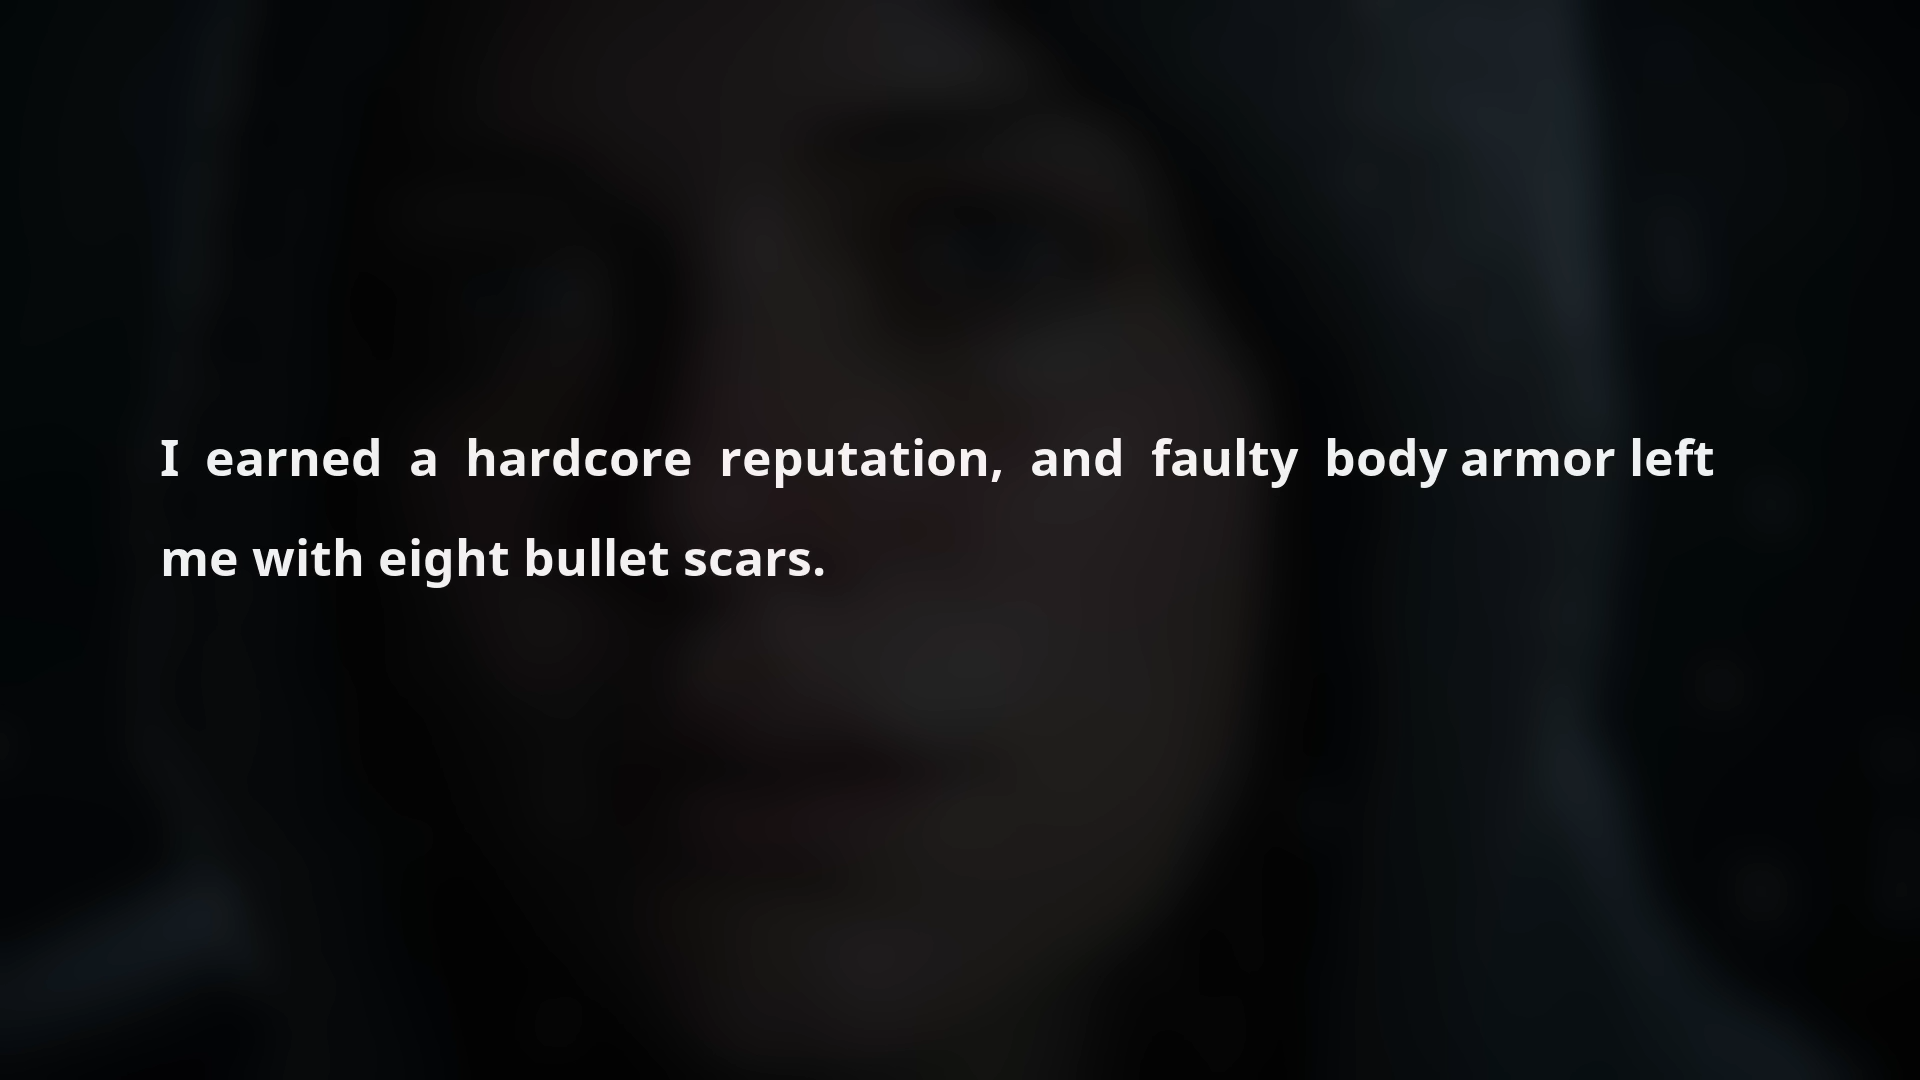 I earned a hardcore reputation, and faulty body armor left
me with eight bullet scars.